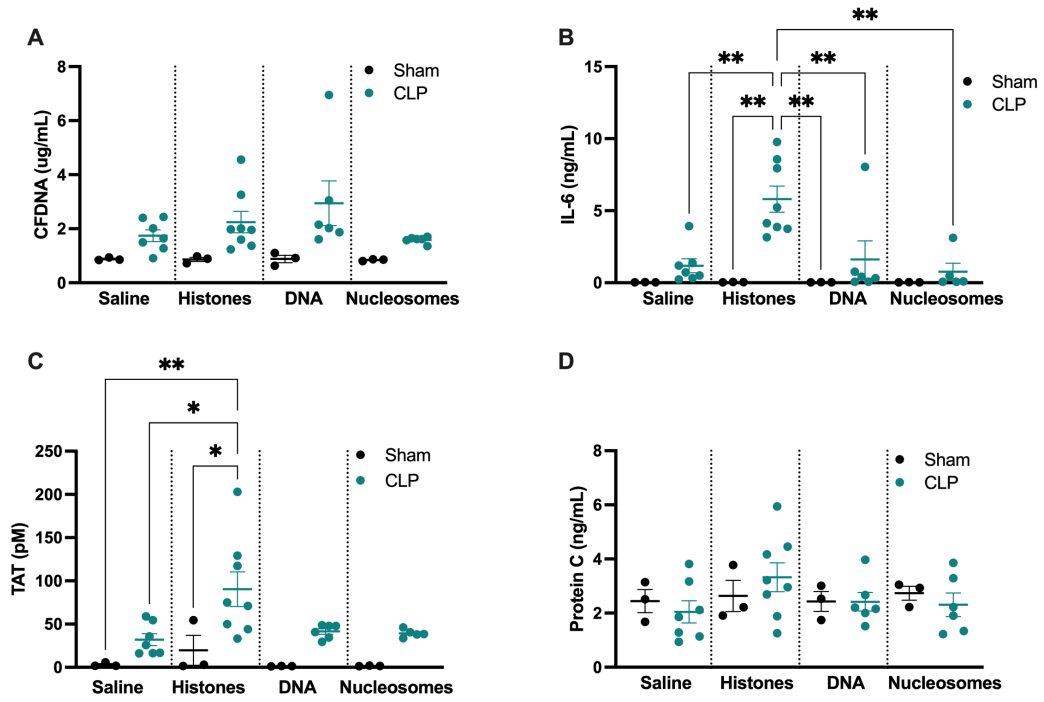 A
CFDNA (ug/mL)
8
6
4
2
0
Sham
CLP
Saline Histones DNA Nucleosomes
B
IL-6 (ng/mL)
15
10
5
0
** ** ** ** **
Sham
CLP
Saline Histones DNA Nucleosomes
C
TAT (pM)
250
200
150
100
50
0
**
*
*
Sham
CLP
Saline Histones DNA Nucleosomes
D
Protein C (ng/mL)
8
6
4
2
0
Sham
CLP
Saline Histones DNA Nucleosomes